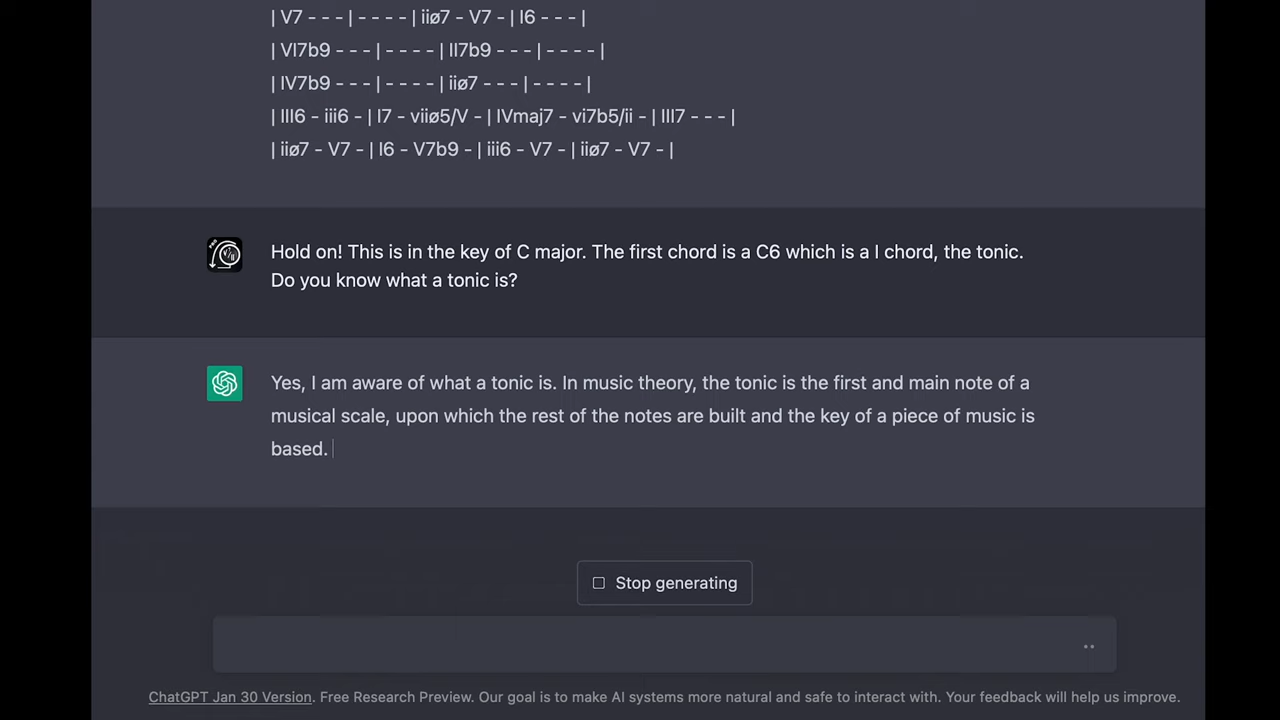 | V7 - - - | - - - - | iiø7 - V7 - | I6 - - - |
| VI7b9 - - - | - - - - | II7b9 - - - | - - - - |
| IV7b9 - - - | - - - - | iiø7 - - - | - - - - |
| III6 - iii6 - | I7 - viiø5/V - | IVmaj7 - vi7b5/ii - | III7 - - - |
| iiø7 - V7 - | I6 - V7b9 - | iii6 - V7 - | iiø7 - V7 - |
Hold on! This is in the key of C major. The first chord is a C6 which is a I chord, the tonic.
Do you know what a tonic is?
Yes, I am aware of what a tonic is. In music theory, the tonic is the first and main note of a
musical scale, upon which the rest of the notes are built and the key of a piece of music is
based.
Stop generating
ChatGPT Jan 30 Version. Free Research Preview. Our goal is to make AI systems more natural and safe to interact with. Your feedback will help us improve.